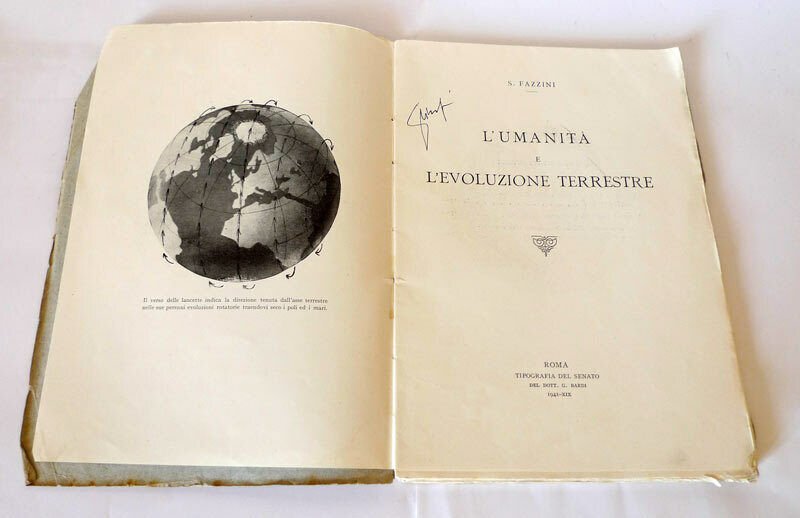 Il verso delle lancette indica la direzione tenuta dall'asse terrestre
nelle sue perenni evoluzioni rotatorie traendovi seco i poli ed i mari.
S. FAZZINI
L'UMANITÀ
E
L'EVOLUZIONE TERRESTRE
ROMA
TIPOGRAFIA DEL SENATO
DEL DOTT. G. BARDI
1941-XIX